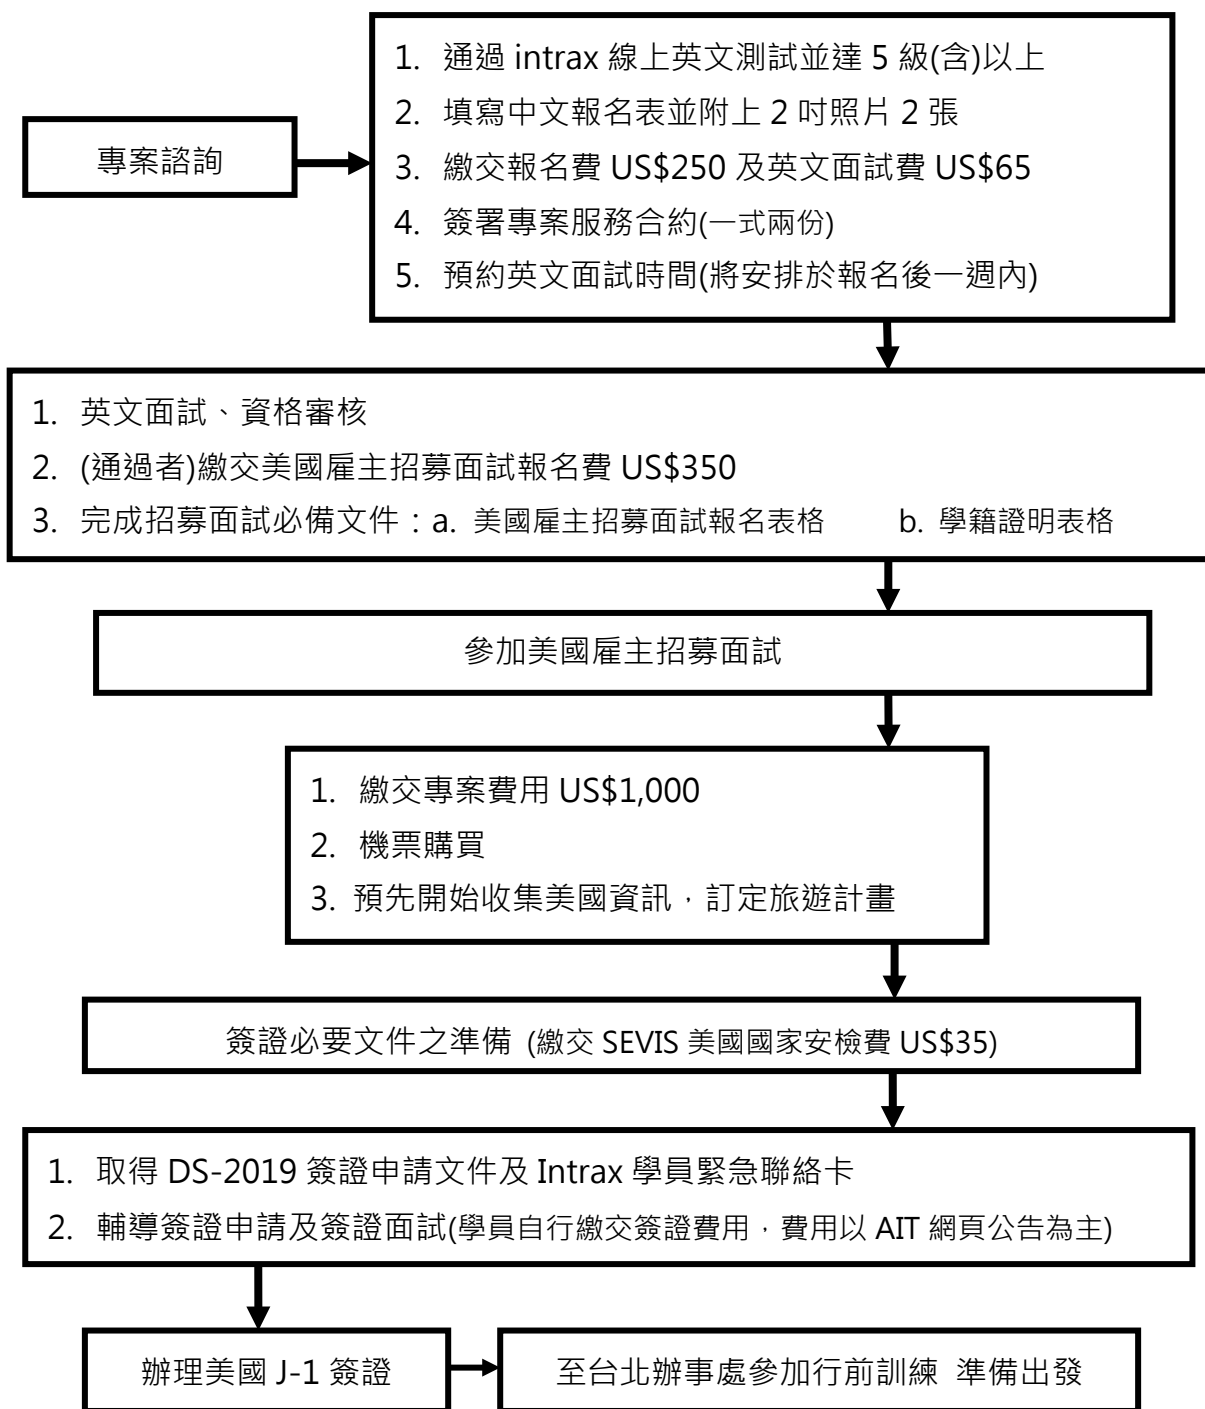 專案諮詢
1. 通過 intrax 線上英文測試並達 5 級(含)以上
2. 填寫中文報名表並附上 2 吋照片 2 張
3. 繳交報名費 US$250 及英文面試費 US$65
4. 簽署專案服務合約(一式兩份)
5. 預約英文面試時間(將安排於報名後一週內)
1. 英文面試、資格審核
2. (通過者)繳交美國雇主招募面試報名費 US$350
3. 完成招募面試必備文件：a. 美國雇主招募面試報名表格 b. 學籍證明表格
參加美國雇主招募面試
1. 繳交專案費用 US$1,000
2. 機票購買
3. 預先開始收集美國資訊，訂定旅遊計畫
簽證必要文件之準備 (繳交 SEVIS 美國國家安檢費 US$35)
1. 取得 DS-2019 簽證申請文件及 Intrax 學員緊急聯絡卡
2. 輔導簽證申請及簽證面試(學員自行繳交簽證費用，費用以 AIT 網頁公告為主)
辦理美國 J-1 簽證
至台北辦事處參加行前訓練 準備出發